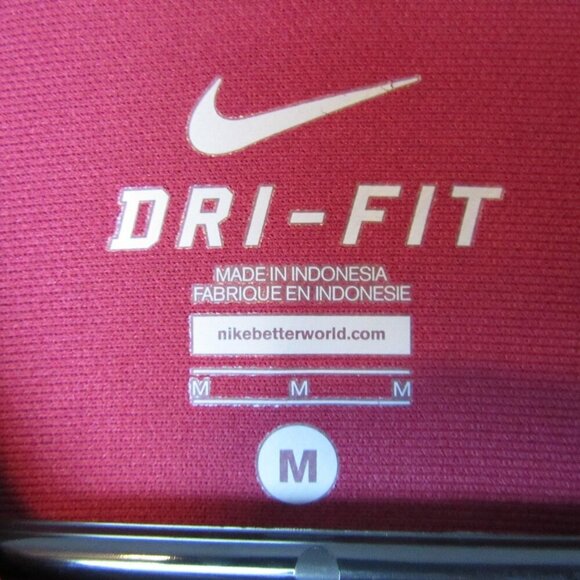 DRI-FIT
MADE IN INDONESIA
FABRIQUE EN INDONESIE
nikebetterworld.com
M M M
M